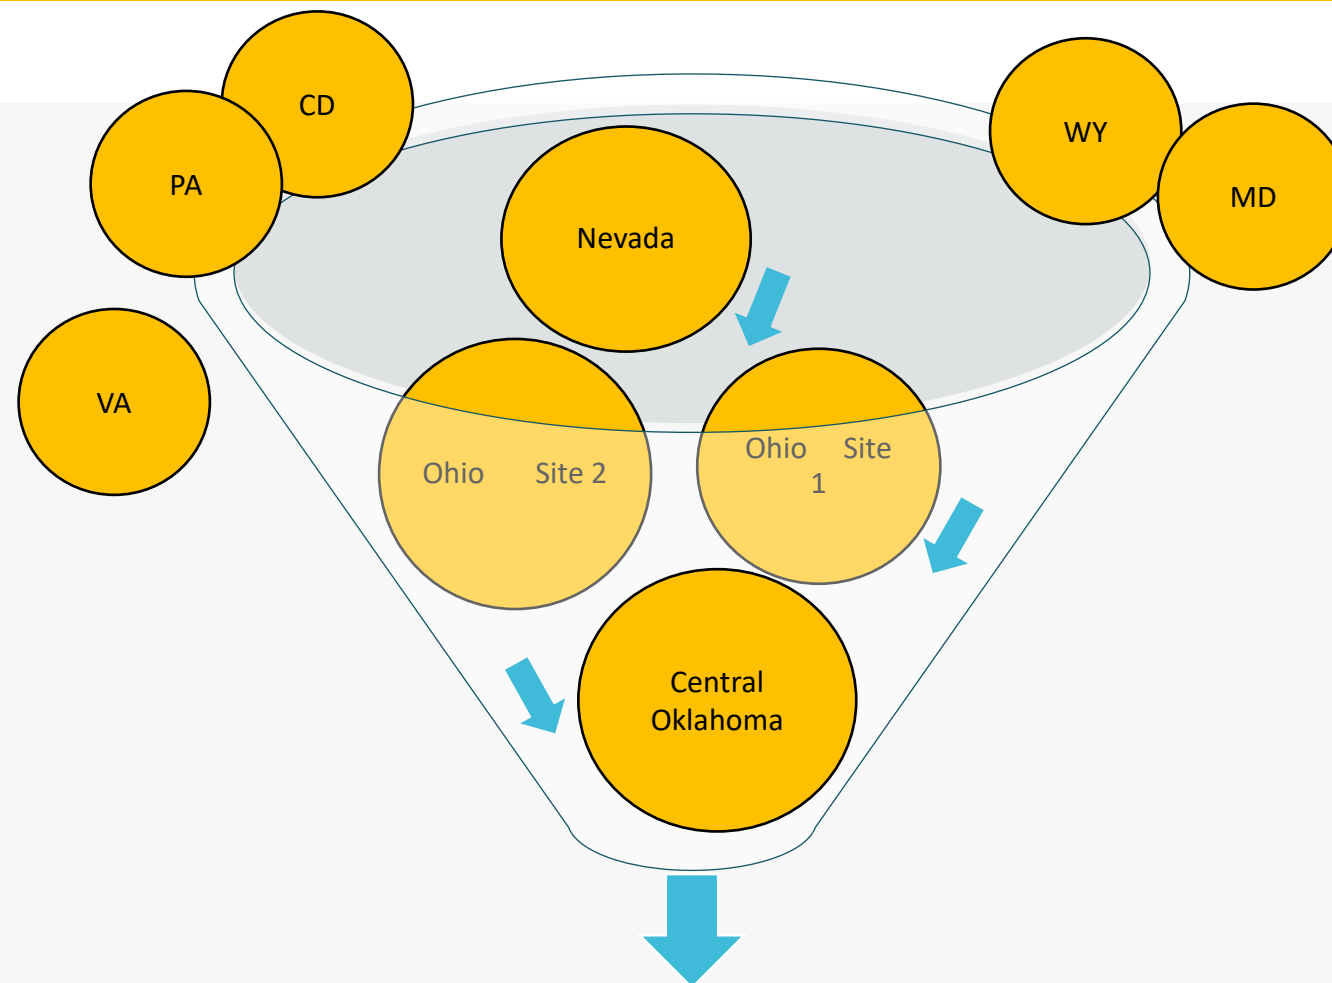 CD
WY
PA
MD
Nevada
VA
Ohio Site 2
Ohio Site
1
Central
Oklahoma